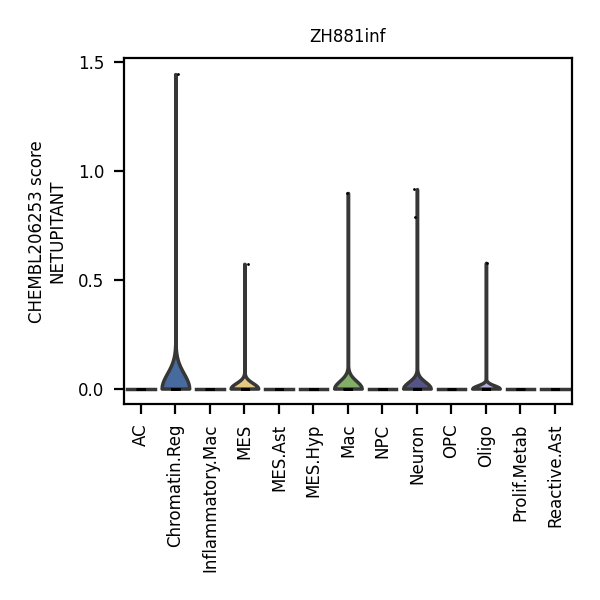 ZH881inf
CHEMBL206253 score
NETUPITANT
1.5
1.0
0.5
0.0
AC
Chromatin.Reg
Inflammatory.Mac
MES
MES.Ast
MES.Hyp
Mac
NPC
Neuron
OPC
Oligo
Prolif.Metab
Reactive.Ast